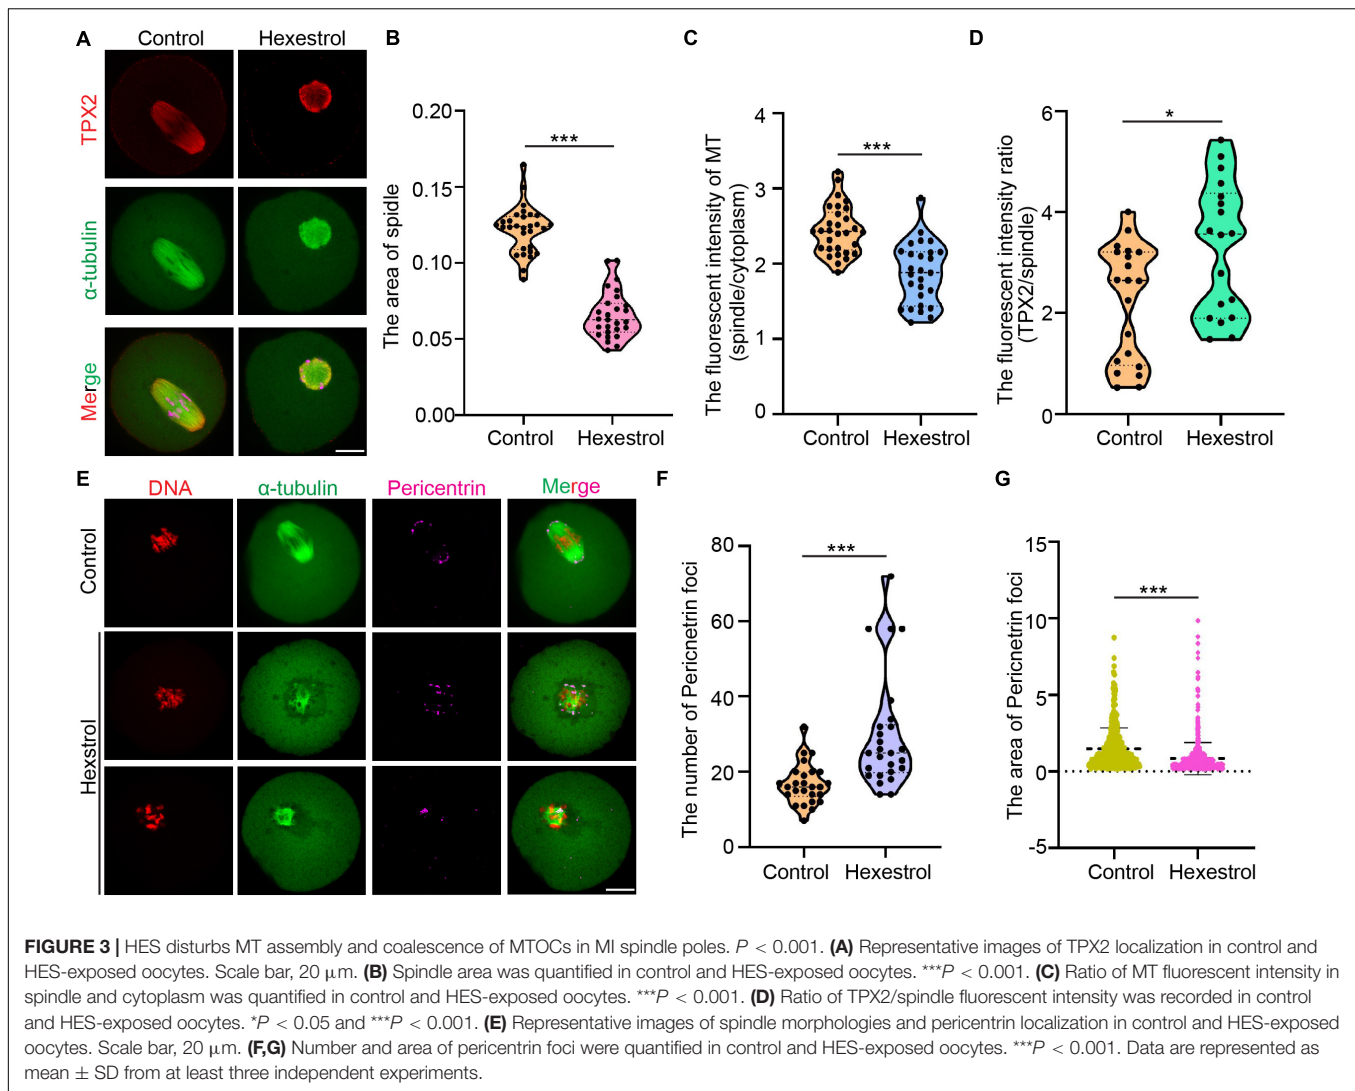 A
Control
Hexestrol
TPX2
α-tubulin
Merge
B
The area of spidle
0.20
0.15
0.10
0.05
0.00
***
Control
Hexestrol
C
The fluorescent intensity of MT
(spindle/cytoplasm)
4
3
2
1
0
***
Control
Hexestrol
D
The fluorescent intensity ratio
(TPX2/spindle)
6
4
2
0
*
Control
Hexestrol
E
DNA
α-tubulin
Pericentrin
Merge
Control
Hexstrol
F
The number of Pericnetrin foci
80
60
40
20
0
***
Control
Hexestrol
G
The area of Pericnetrin foci
15
10
5
0
-5
***
Control
Hexestrol
FIGURE 3 | HES disturbs MT assembly and coalescence of MTOCs in MI spindle poles. P < 0.001. (A) Representative images of TPX2 localization in control and
HES-exposed oocytes. Scale bar, 20 μm. (B) Spindle area was quantified in control and HES-exposed oocytes. ***P < 0.001. (C) Ratio of MT fluorescent intensity in
spindle and cytoplasm was quantified in control and HES-exposed oocytes. ***P < 0.001. (D) Ratio of TPX2/spindle fluorescent intensity was recorded in control
and HES-exposed oocytes. *P < 0.05 and ***P < 0.001. (E) Representative images of spindle morphologies and pericentrin localization in control and HES-exposed
oocytes. Scale bar, 20 μm. (F,G) Number and area of pericentrin foci were quantified in control and HES-exposed oocytes. ***P < 0.001. Data are represented as
mean ± SD from at least three independent experiments.